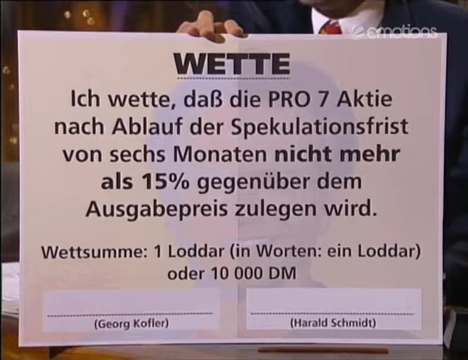 emotions
WETTE
Ich wette, daß die PRO 7 Aktie
nach Ablauf der Spekulationsfrist
von sechs Monaten nicht mehr
als 15% gegenüber dem
Ausgabepreis zulegen wird.
Wettsumme: 1 Loddar (in Worten: ein Loddar)
oder 10 000 DM
(Georg Kofler) (Harald Schmidt)